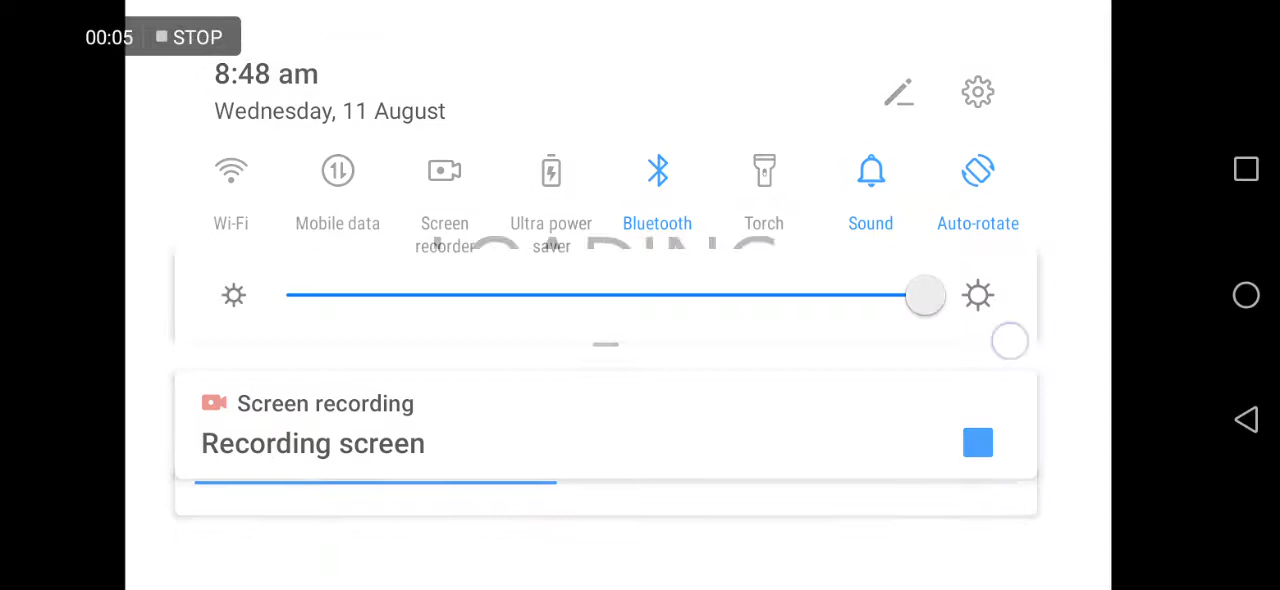 00:05 STOP
8:48 am
Wednesday, 11 August
Wi-Fi Mobile data Screen recorder Ultra power saver Bluetooth Torch Sound Auto-rotate
LOADING
Screen recording
Recording screen